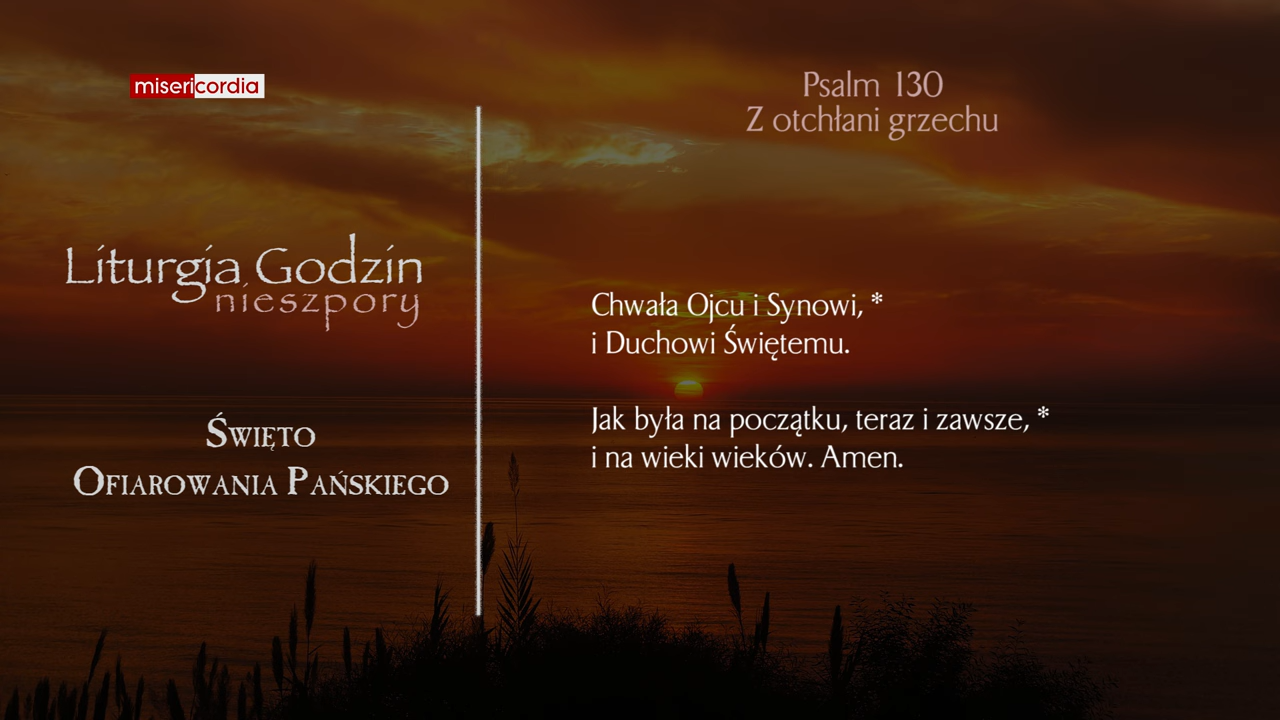 misericordia
Liturgia Godzin
nieszpory
Święto
Ofiarowania Pańskiego
Psalm 130
Z otchłani grzechu
Chwała Ojcu i Synowi, *
i Duchowi Świętemu.
Jak była na początku, teraz i zawsze, *
i na wieki wieków. Amen.